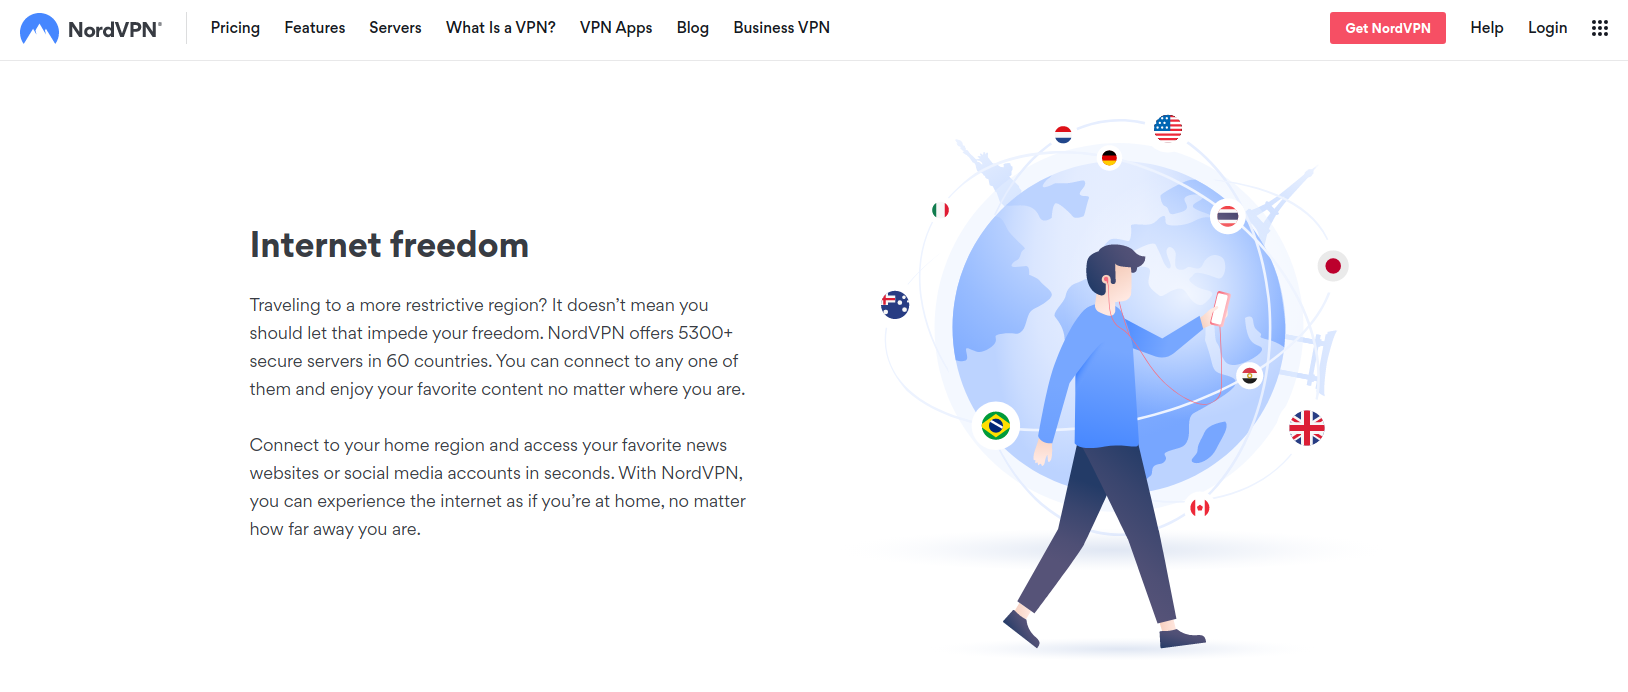 NordVPN® Pricing Features Servers What Is a VPN? VPN Apps Blog Business VPN Get NordVPN Help Login
Internet freedom
Traveling to a more restrictive region? It doesn’t mean you
should let that impede your freedom. NordVPN offers 5300+
secure servers in 60 countries. You can connect to any one of
them and enjoy your favorite content no matter where you are.
Connect to your home region and access your favorite news
websites or social media accounts in seconds. With NordVPN,
you can experience the internet as if you’re at home, no matter
how far away you are.